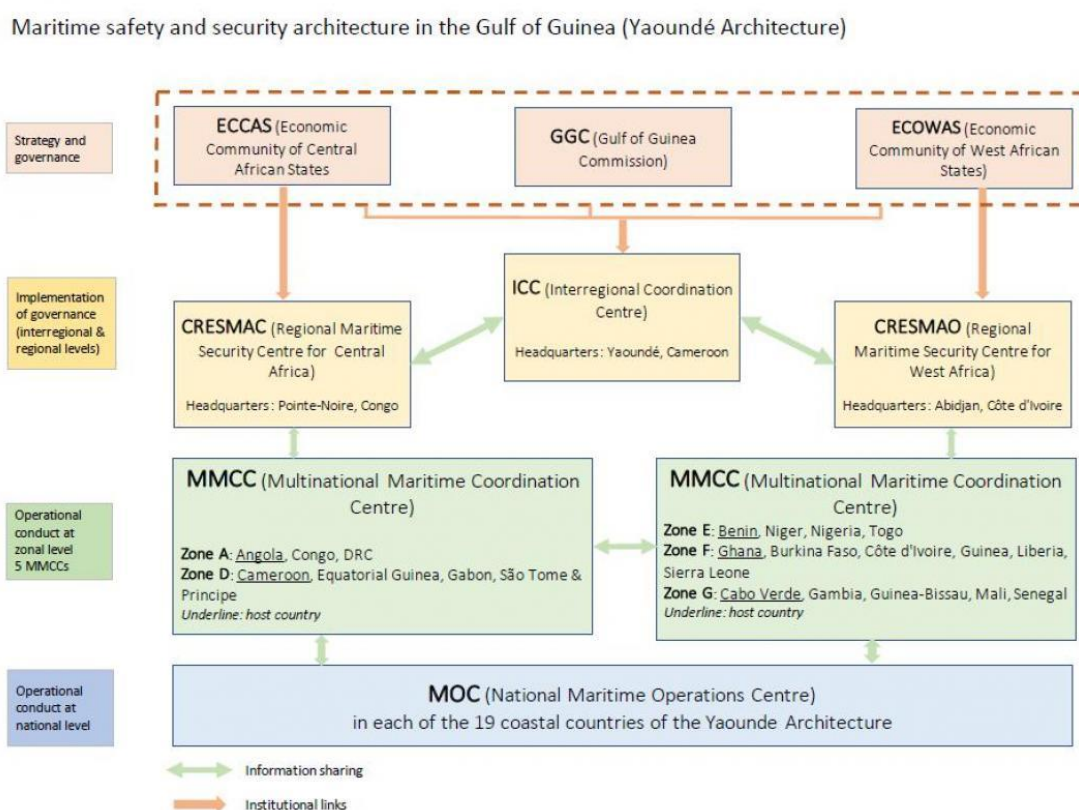 Maritime safety and security architecture in the Gulf of Guinea (Yaoundé Architecture)
Strategy and
governance
ECCAS (Economic
Community of Central
African States
GGC (Gulf of Guinea
Commission)
ECOWAS (Economic
Community of West African
States)
Implementation
of governance
(interregional &
regional levels)
CRESMAC (Regional Maritime
Security Centre for Central
Africa)
Headquarters : Pointe-Noire, Congo
ICC (Interregional Coordination
Centre)
Headquarters : Yaoundé, Cameroon
CRESMAO (Regional
Maritime Security Centre for
West Africa)
Headquarters : Abidjan, Côte d'Ivoire
Operational
conduct at
zonal level
5 MMCCs
MMCC (Multinational Maritime Coordination
Centre)
Zone A: Angola, Congo, DRC
Zone D: Cameroon, Equatorial Guinea, Gabon, São Tome &
Principe
Underline: host country
MMCC (Multinational Maritime Coordination
Centre)
Zone E: Benin, Niger, Nigeria, Togo
Zone F: Ghana, Burkina Faso, Côte d'Ivoire, Guinea, Liberia,
Sierra Leone
Zone G: Cabo Verde, Gambia, Guinea-Bissau, Mali, Senegal
Underline: host country
Operational
conduct at
national level
MOC (National Maritime Operations Centre)
in each of the 19 coastal countries of the Yaounde Architecture
Information sharing
Institutional links